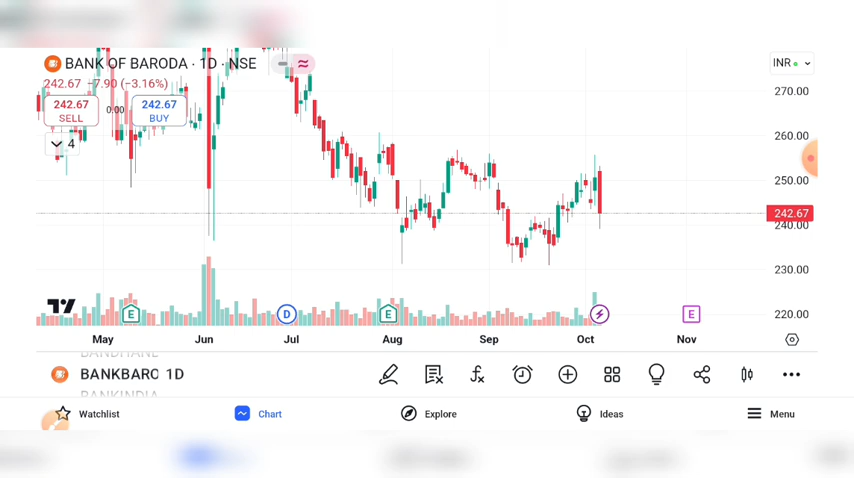 BANK OF BARODA · 1D · NSE
INR
242.67 −7.90 (−3.16%)
242.67 SELL
0.00
242.67 BUY
4
270.00
260.00
250.00
242.67
240.00
230.00
220.00
E D E E
May Jun Jul Aug Sep Oct Nov
BANKBARO 1D
Watchlist Chart Explore Ideas Menu